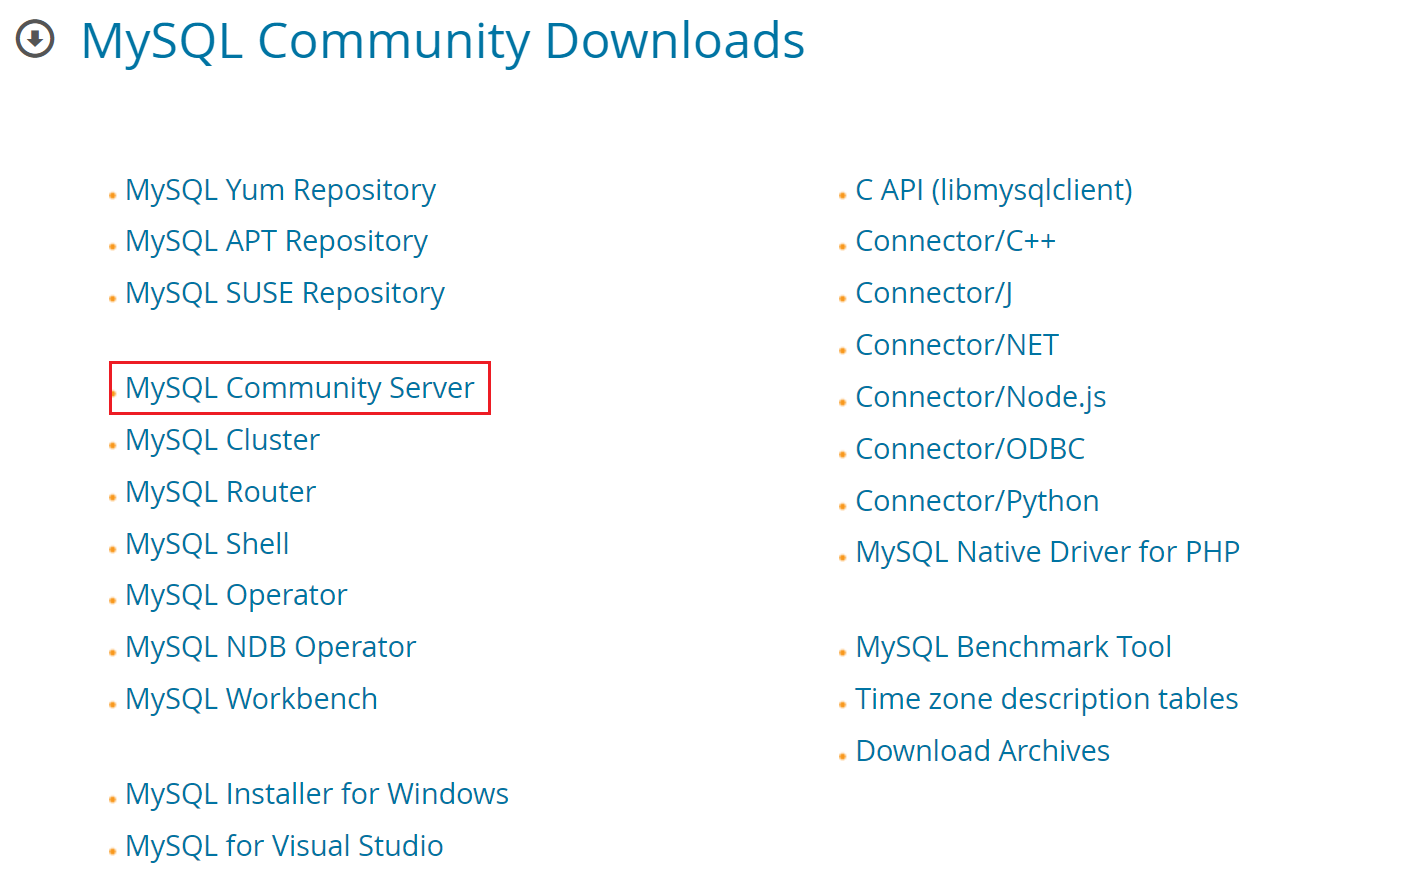 MySQL Community Downloads
MySQL Yum Repository
MySQL APT Repository
MySQL SUSE Repository
MySQL Community Server
MySQL Cluster
MySQL Router
MySQL Shell
MySQL Operator
MySQL NDB Operator
MySQL Workbench
MySQL Installer for Windows
MySQL for Visual Studio
C API (libmysqlclient)
Connector/C++
Connector/J
Connector/NET
Connector/Node.js
Connector/ODBC
Connector/Python
MySQL Native Driver for PHP
MySQL Benchmark Tool
Time zone description tables
Download Archives